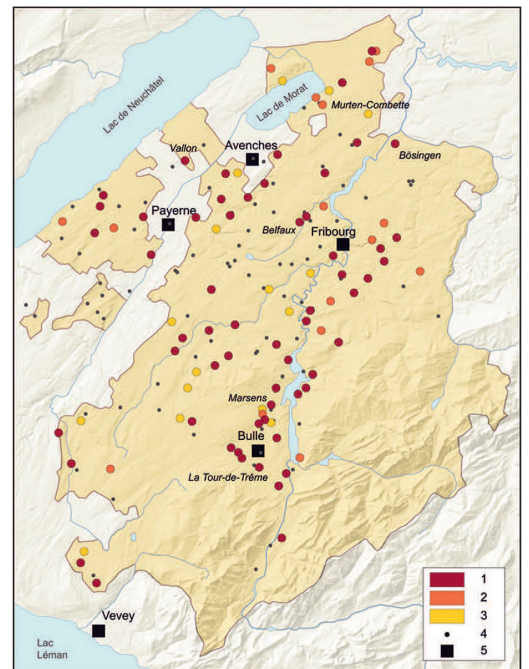 Lac de Neuchâtel
Lac de Morat
Murten-Combette
Vallon
Avenches
Bösingen
Payerne
Belfaux
Fribourg
Marsens
Bulle
La Tour-de-Trême
Vevey
Lac
Léman
1
2
3
4
5